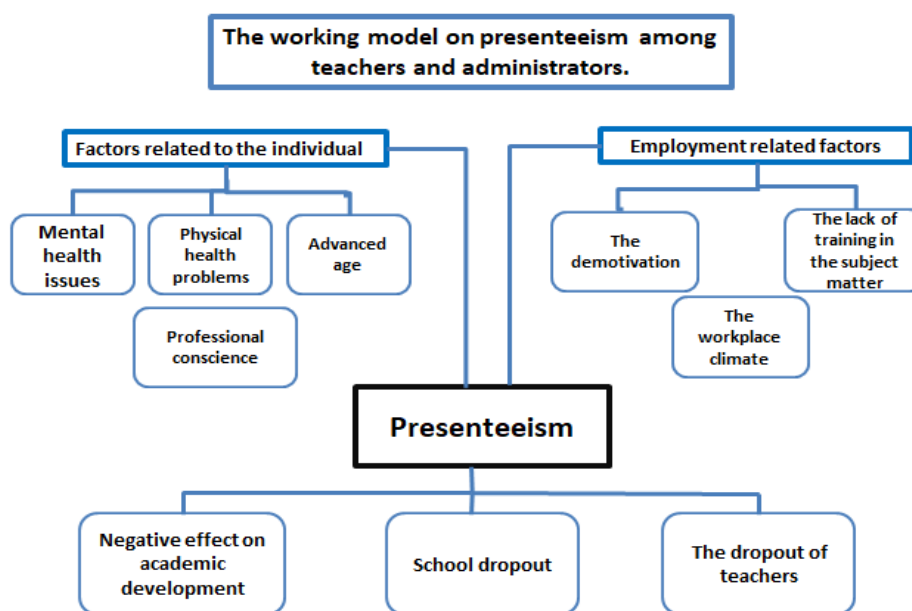 The working model on presenteeism among
teachers and administrators.
Factors related to the individual
Employment related factors
Mental
health
issues
Physical
health
problems
Advanced
age
Professional
conscience
The
demotivation
The lack of
training in
the subject
matter
The
workplace
climate
Presenteeism
Negative effect on
academic
development
School dropout
The dropout of
teachers